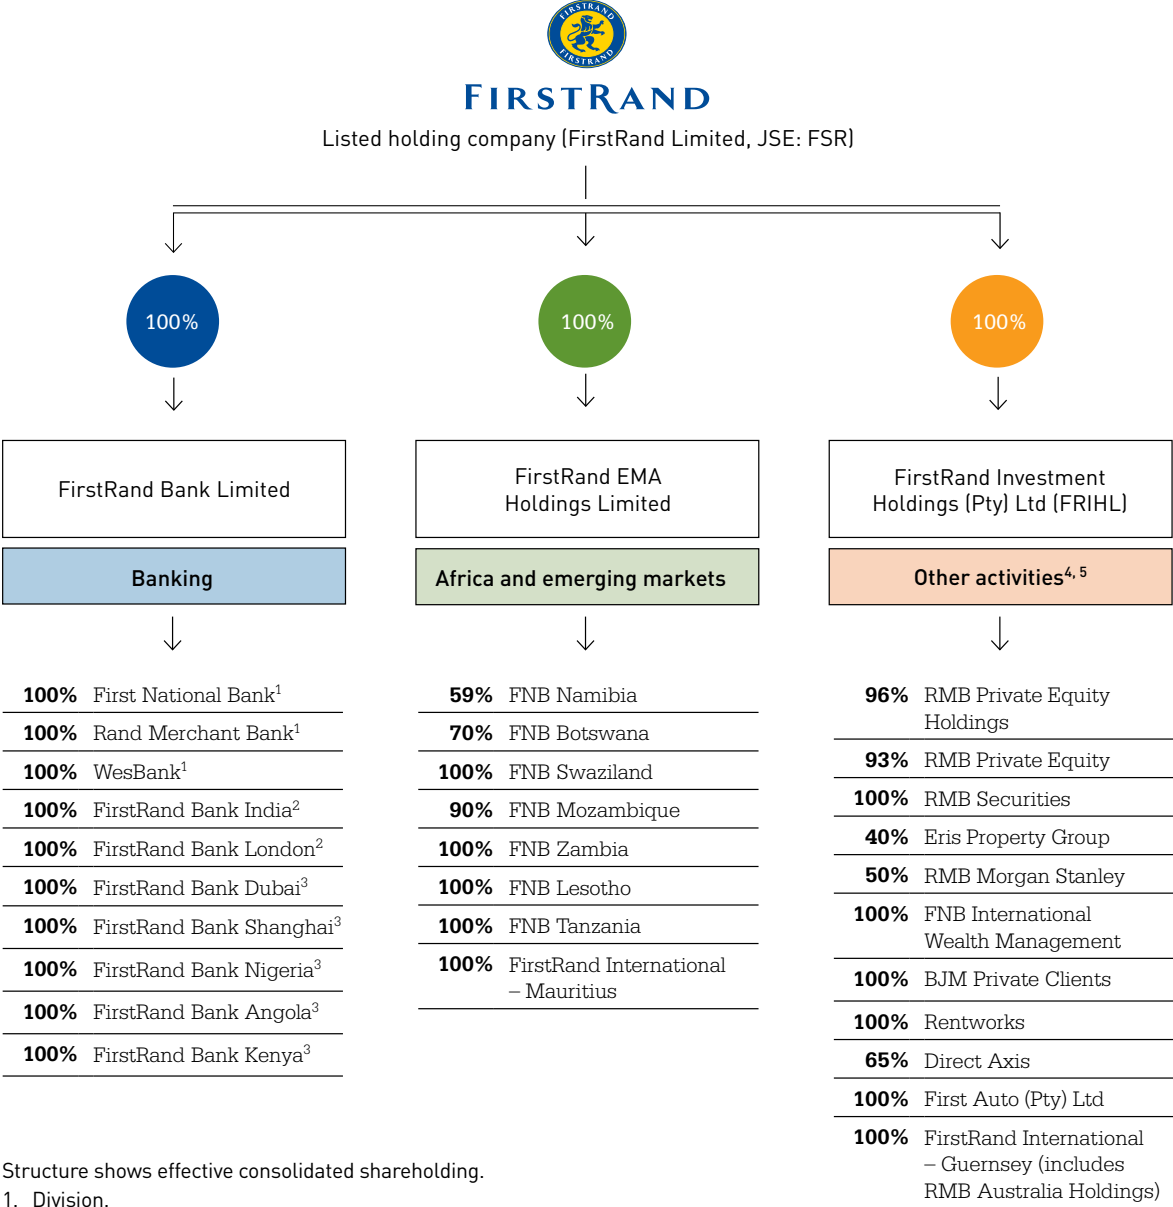 FIRSTRAND
FIRSTRAND
FIRSTRAND
Listed holding company (FirstRand Limited, JSE: FSR)
100%
100%
100%
FirstRand Bank Limited
FirstRand EMA
Holdings Limited
FirstRand Investment
Holdings (Pty) Ltd (FRIHL)
Banking
Africa and emerging markets
Other activities4, 5
100% First National Bank1
100% Rand Merchant Bank1
100% WesBank1
100% FirstRand Bank India2
100% FirstRand Bank London2
100% FirstRand Bank Dubai3
100% FirstRand Bank Shanghai3
100% FirstRand Bank Nigeria3
100% FirstRand Bank Angola3
100% FirstRand Bank Kenya3
59% FNB Namibia
70% FNB Botswana
100% FNB Swaziland
90% FNB Mozambique
100% FNB Zambia
100% FNB Lesotho
100% FNB Tanzania
100% FirstRand International
– Mauritius
96% RMB Private Equity
Holdings
93% RMB Private Equity
100% RMB Securities
40% Eris Property Group
50% RMB Morgan Stanley
100% FNB International
Wealth Management
100% BJM Private Clients
100% Rentworks
65% Direct Axis
100% First Auto (Pty) Ltd
100% FirstRand International
– Guernsey (includes
RMB Australia Holdings)
Structure shows effective consolidated shareholding.
1. Division.